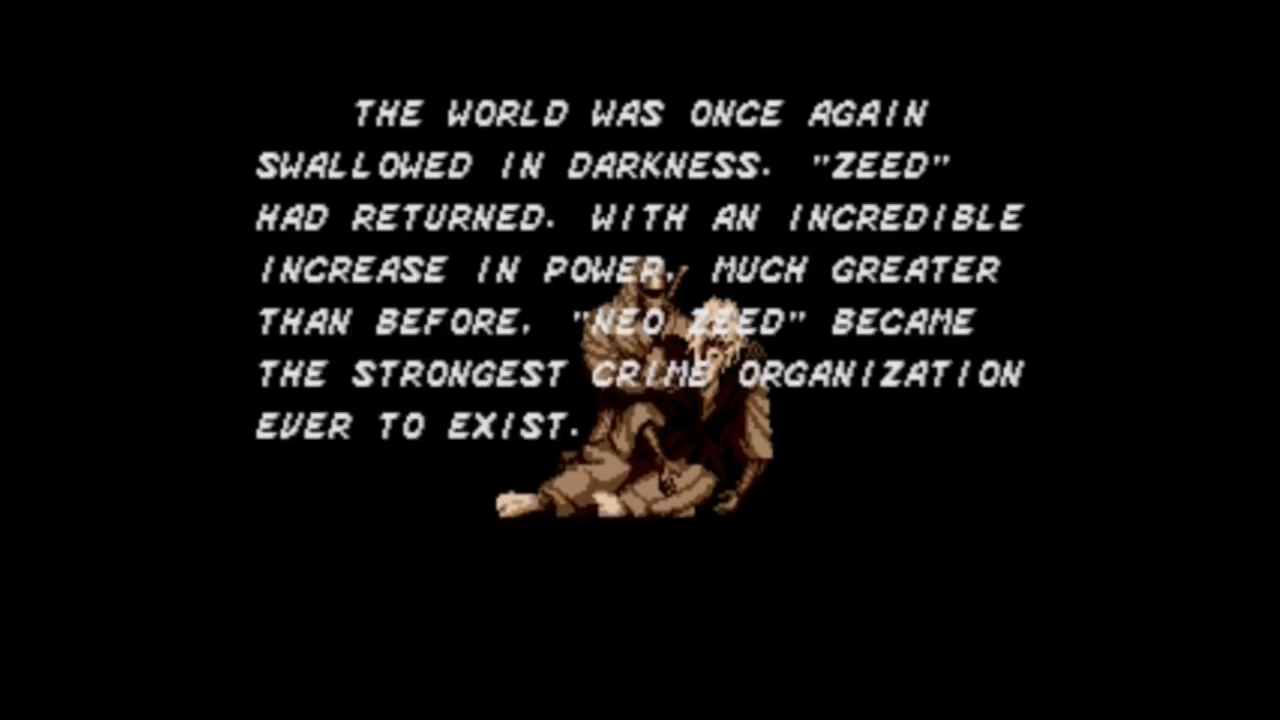 THE WORLD WAS ONCE AGAIN
SWALLOWED IN DARKNESS. "ZEED"
HAD RETURNED. WITH AN INCREDIBLE
INCREASE IN POWER, MUCH GREATER
THAN BEFORE, "NEO ZEED" BECAME
THE STRONGEST CRIME ORGANIZATION
EVER TO EXIST.